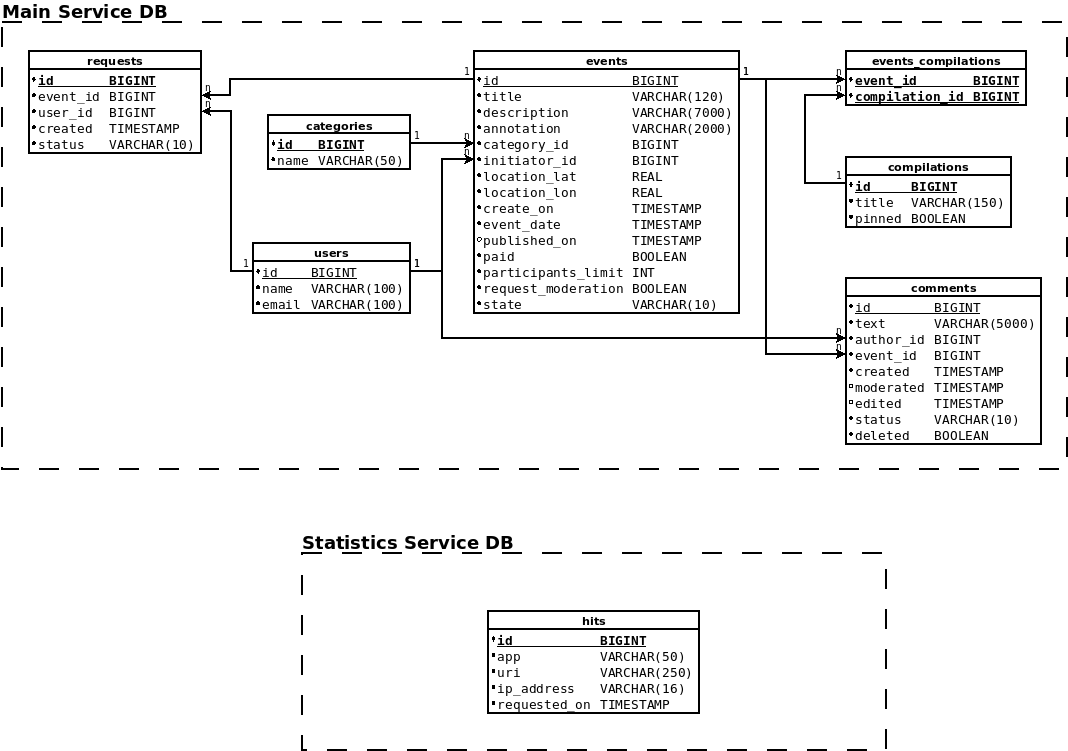 Main Service DB
requests
id BIGINT
event_id BIGINT
user_id BIGINT
created TIMESTAMP
status VARCHAR(10)
n
n
categories
id BIGINT
name VARCHAR(50)
1
users
id BIGINT
name VARCHAR(100)
email VARCHAR(100)
1
1
events
id BIGINT
title VARCHAR(120)
description VARCHAR(7000)
annotation VARCHAR(2000)
category_id BIGINT
initiator_id BIGINT
location_lat REAL
location_lon REAL
create_on TIMESTAMP
event_date TIMESTAMP
published_on TIMESTAMP
paid BOOLEAN
participants_limit INT
request_moderation BOOLEAN
state VARCHAR(10)
1
n
n
1
events_compilations
event_id BIGINT
compilation_id BIGINT
n
n
compilations
id BIGINT
title VARCHAR(150)
pinned BOOLEAN
1
comments
id BIGINT
text VARCHAR(5000)
author_id BIGINT
event_id BIGINT
created TIMESTAMP
moderated TIMESTAMP
edited TIMESTAMP
status VARCHAR(10)
deleted BOOLEAN
n
n
Statistics Service DB
hits
id BIGINT
app VARCHAR(50)
uri VARCHAR(250)
ip_address VARCHAR(16)
requested_on TIMESTAMP